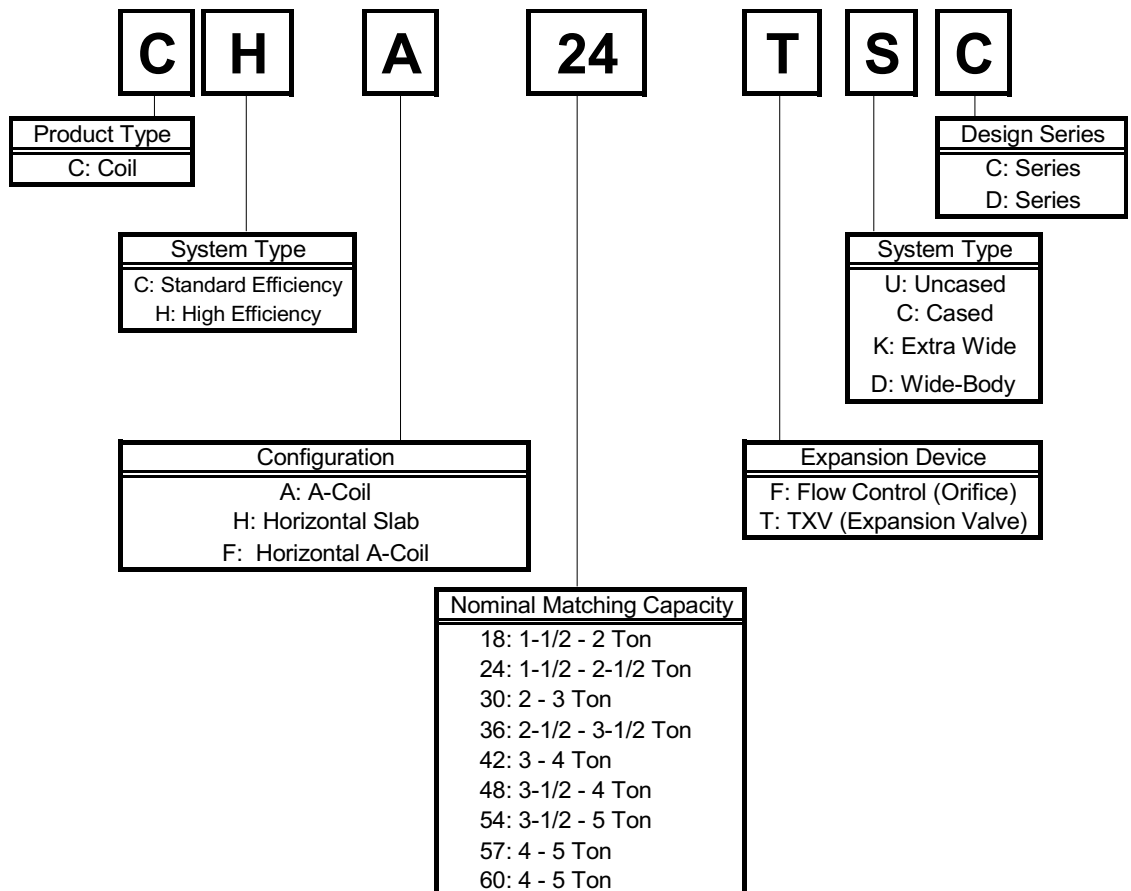 C H A 24 T S C
Product Type
C: Coil
Design Series
C: Series
D: Series
System Type
C: Standard Efficiency
H: High Efficiency
System Type
U: Uncased
C: Cased
K: Extra Wide
D: Wide-Body
Configuration
A: A-Coil
H: Horizontal Slab
F: Horizontal A-Coil
Expansion Device
F: Flow Control (Orifice)
T: TXV (Expansion Valve)
Nominal Matching Capacity
18: 1-1/2 - 2 Ton
24: 1-1/2 - 2-1/2 Ton
30: 2 - 3 Ton
36: 2-1/2 - 3-1/2 Ton
42: 3 - 4 Ton
48: 3-1/2 - 4 Ton
54: 3-1/2 - 5 Ton
57: 4 - 5 Ton
60: 4 - 5 Ton